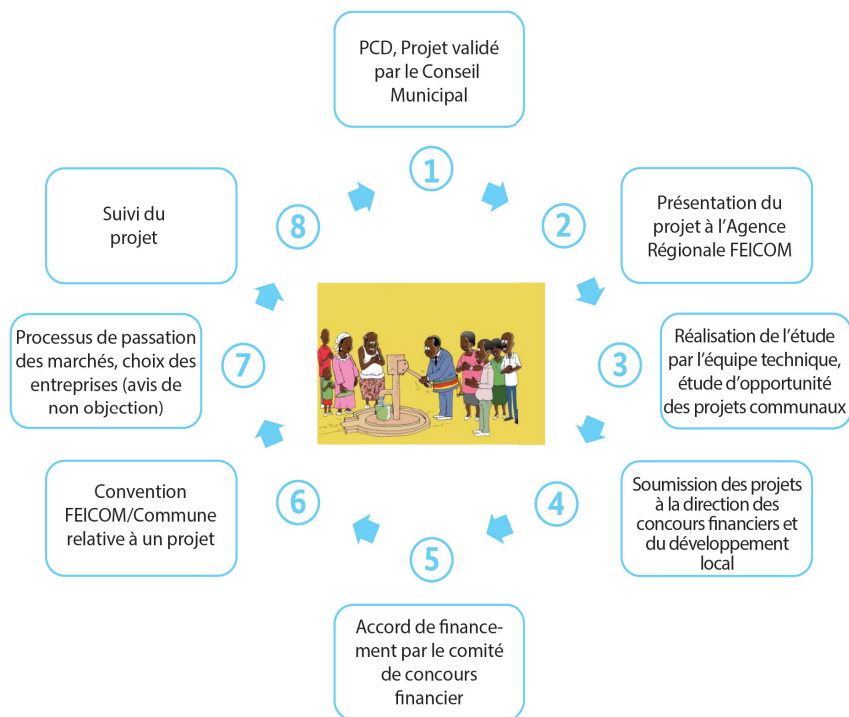 PCD, Projet validé
par le Conseil
Municipal
1
2
Présentation du
projet à l'Agence
Régionale FEICOM
3
Réalisation de l'étude
par l'équipe technique,
étude d'opportunité
des projets communaux
4
Soumission des projets
à la direction des
concours financiers et
du développement
local
5
Accord de finance-
ment par le comité
de concours
financier
6
Convention
FEICOM/Commune
relative à un projet
7
Processus de passation
des marchés, choix des
entreprises (avis de
non objection)
8
Suivi du
projet